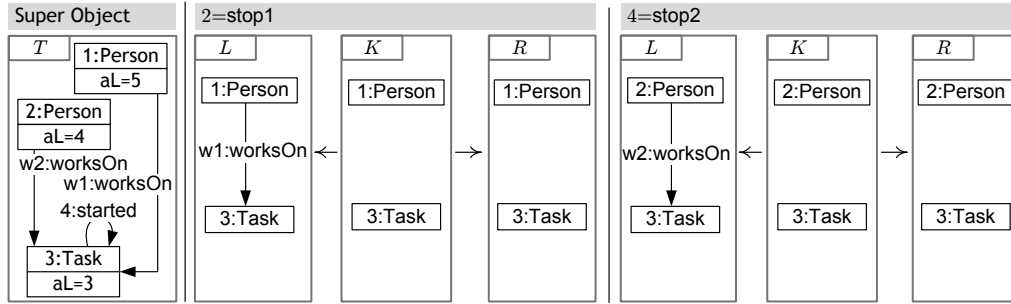 Super Object
T
1:Person
aL=5
2:Person
aL=4
w2:worksOn
w1:worksOn
4:started
3:Task
aL=3
2=stop1
L
K
R
1:Person
1:Person
1:Person
w1:worksOn
3:Task
3:Task
3:Task
4=stop2
L
K
R
2:Person
2:Person
2:Person
w2:worksOn
3:Task
3:Task
3:Task